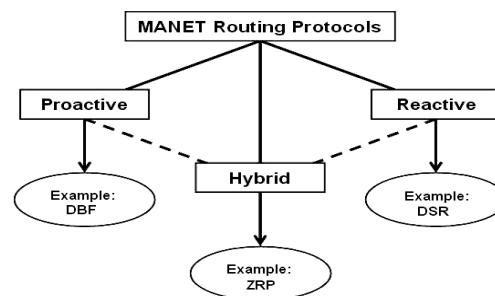 MANET Routing Protocols
Proactive
Reactive
Hybrid
Example:
DBF
Example:
DSR
Example:
ZRP